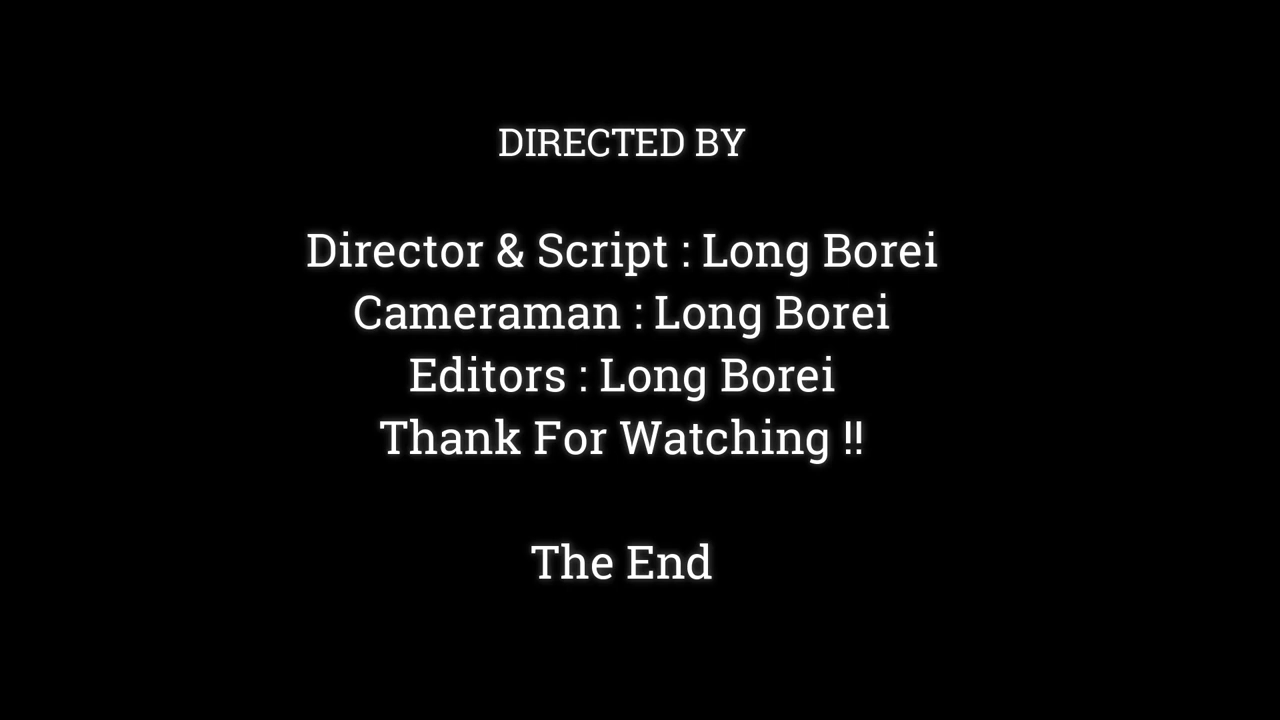 DIRECTED BY
Director & Script : Long Borei
Cameraman : Long Borei
Editors : Long Borei
Thank For Watching !!
The End